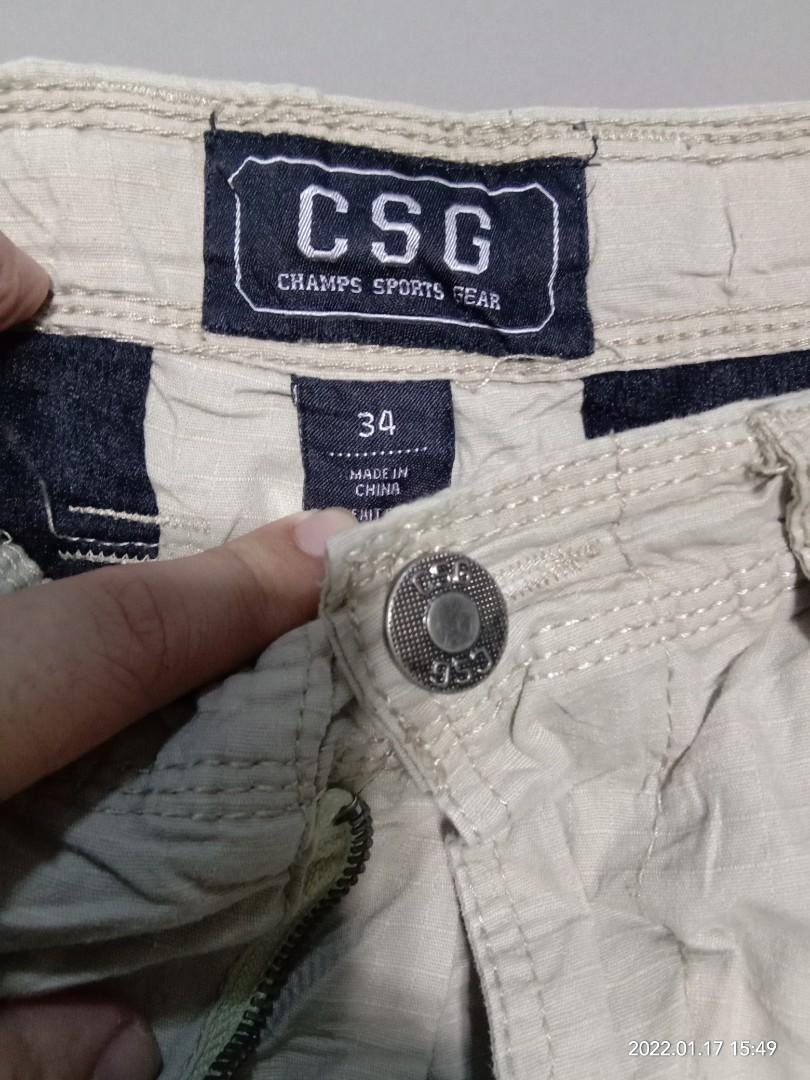 CSG
CHAMPS SPORTS GEAR
34
MADE IN
CHINA
CSG
CSG
2022.01.17 15:49